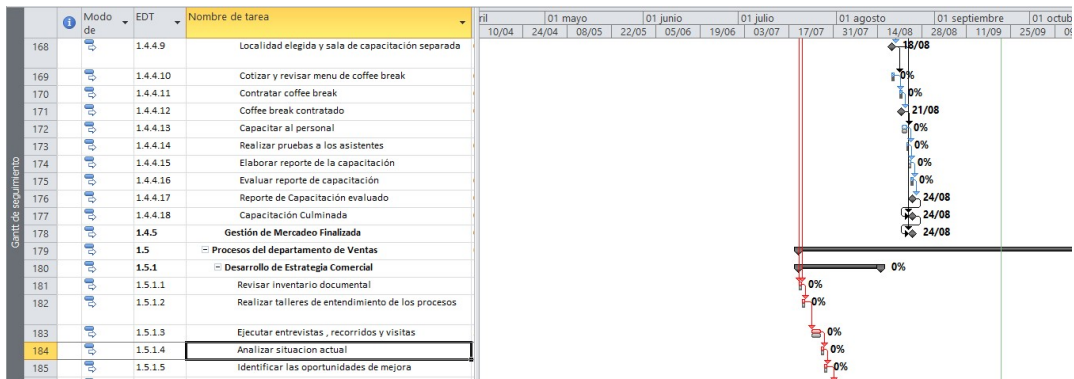 Modo de EDT Nombre de tarea
ril 01 mayo 01 junio 01 julio 01 agosto 01 septiembre 01 octub
10/04 24/04 08/05 22/05 05/06 19/06 03/07 17/07 31/07 14/08 28/08 11/09 25/09 09
Gantt de seguimiento
168 1.4.4.9 Localidad elegida y sala de capacitación separada 18/08
169 1.4.4.10 Cotizar y revisar menu de coffee break 0%
170 1.4.4.11 Contratar coffee break 0%
171 1.4.4.12 Coffee break contratado 21/08
172 1.4.4.13 Capacitar al personal 0%
173 1.4.4.14 Realizar pruebas a los asistentes 0%
174 1.4.4.15 Elaborar reporte de la capacitación 0%
175 1.4.4.16 Evaluar reporte de capacitación 0%
176 1.4.4.17 Reporte de Capacitación evaluado 24/08
177 1.4.4.18 Capacitación Culminada 24/08
178 1.4.5 Gestión de Mercadeo Finalizada 24/08
179 1.5 Procesos del departamento de Ventas
180 1.5.1 Desarrollo de Estrategia Comercial 0%
181 1.5.1.1 Revisar inventario documental 0%
182 1.5.1.2 Realizar talleres de entendimiento de los procesos 0%
183 1.5.1.3 Ejecutar entrevistas , recorridos y visitas 0%
184 1.5.1.4 Analizar situacion actual 0%
185 1.5.1.5 Identificar las oportunidades de mejora 0%